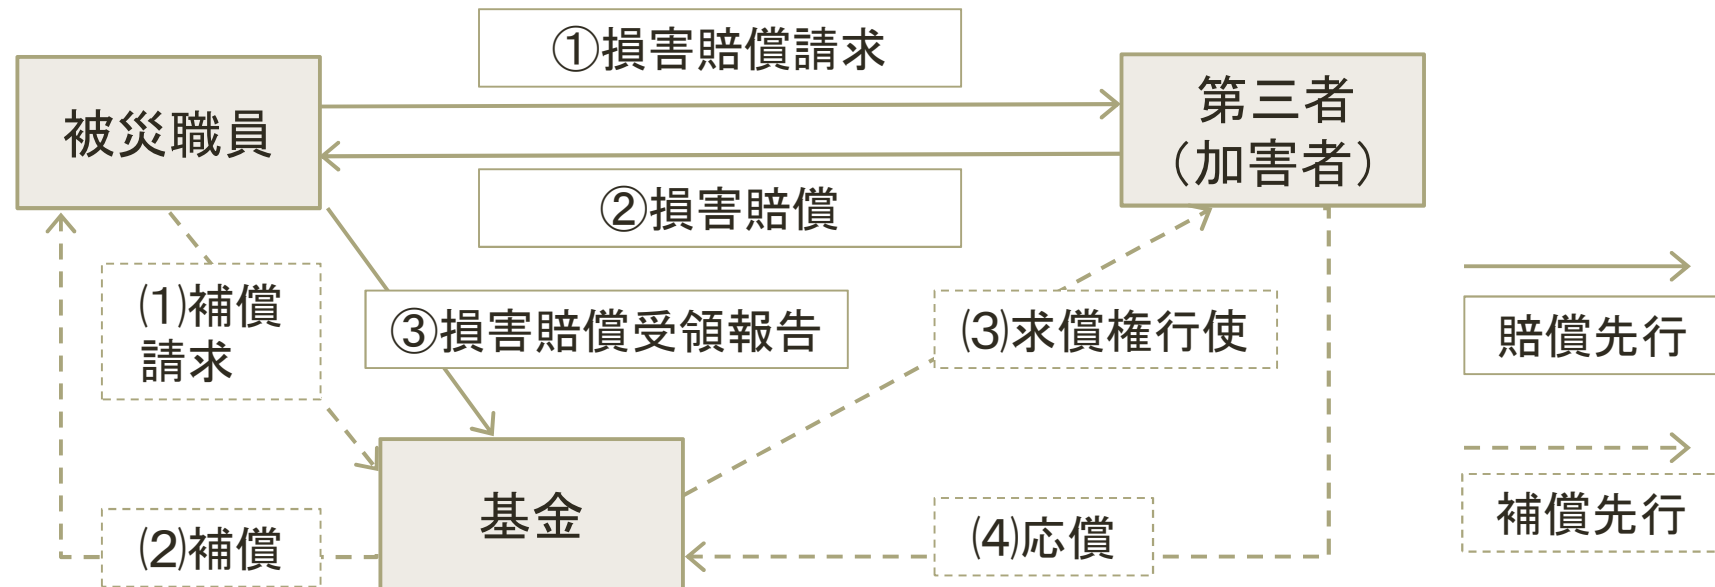 ①損害賠償請求
被災職員
第三者
（加害者）
②損害賠償
⑴補償
請求
③損害賠償受領報告
⑶求償権行使
賠償先行
基金
⑵補償
⑷応償
補償先行